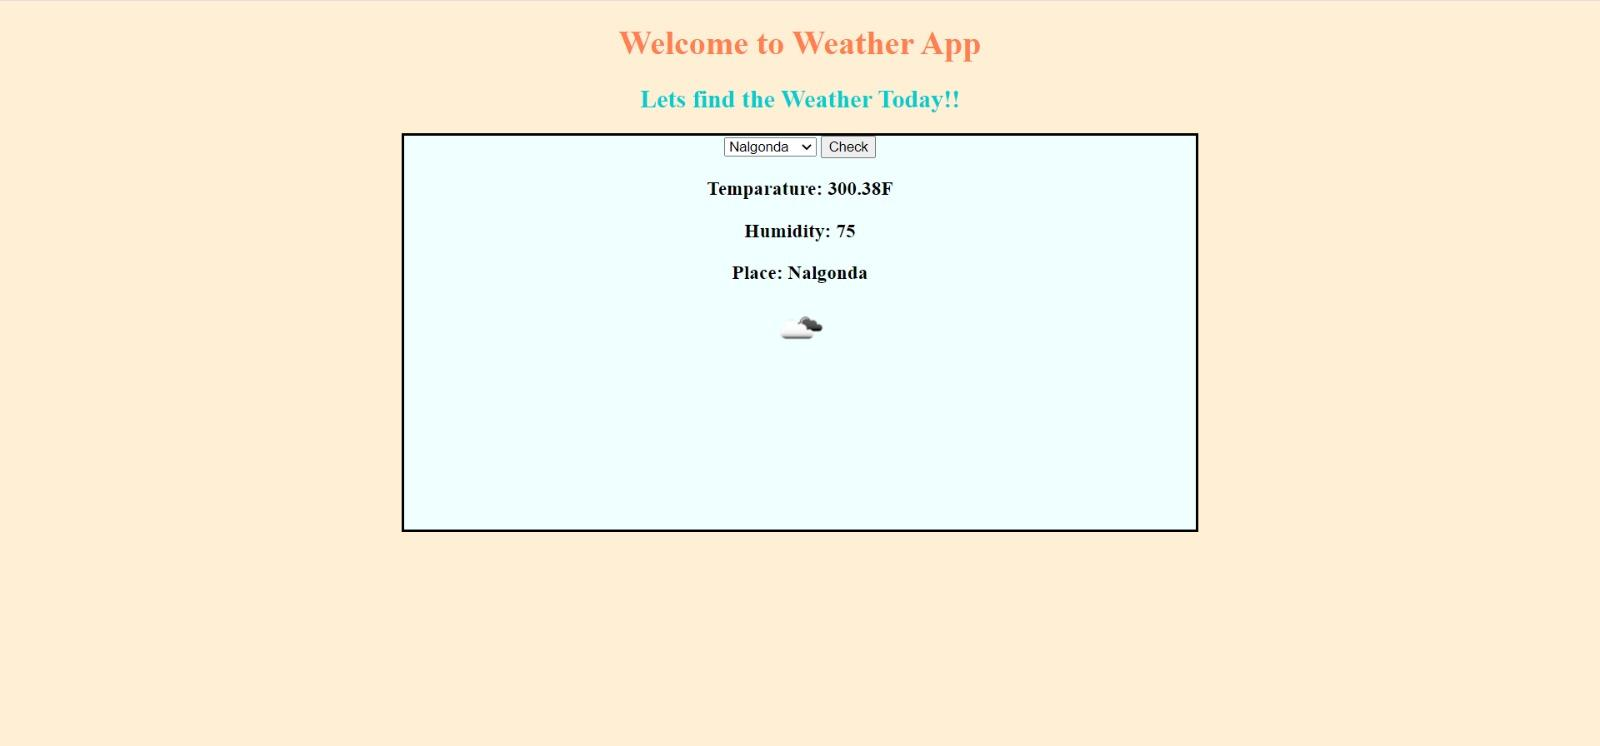 Welcome to Weather App
Lets find the Weather Today!!
Nalgonda Check
Temparature: 300.38F
Humidity: 75
Place: Nalgonda